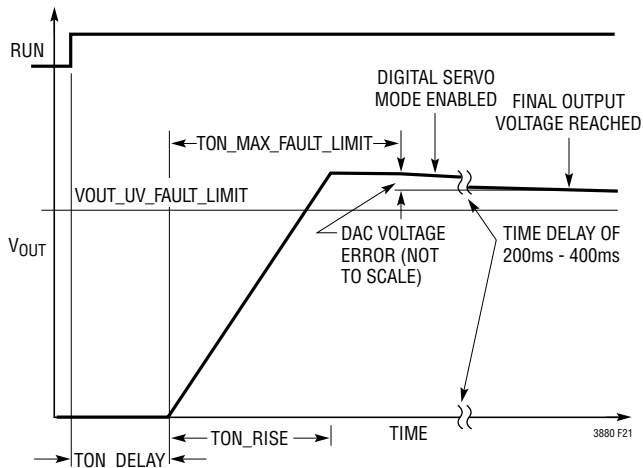 RUN
DIGITAL SERVO
MODE ENABLED
FINAL OUTPUT
VOLTAGE REACHED
TON_MAX_FAULT_LIMIT
VOUT_UV_FAULT_LIMIT
VOUT
DAC VOLTAGE
ERROR (NOT
TO SCALE)
TIME DELAY OF
200ms - 400ms
TON_RISE
TIME
3880 F21
TON_DELAY